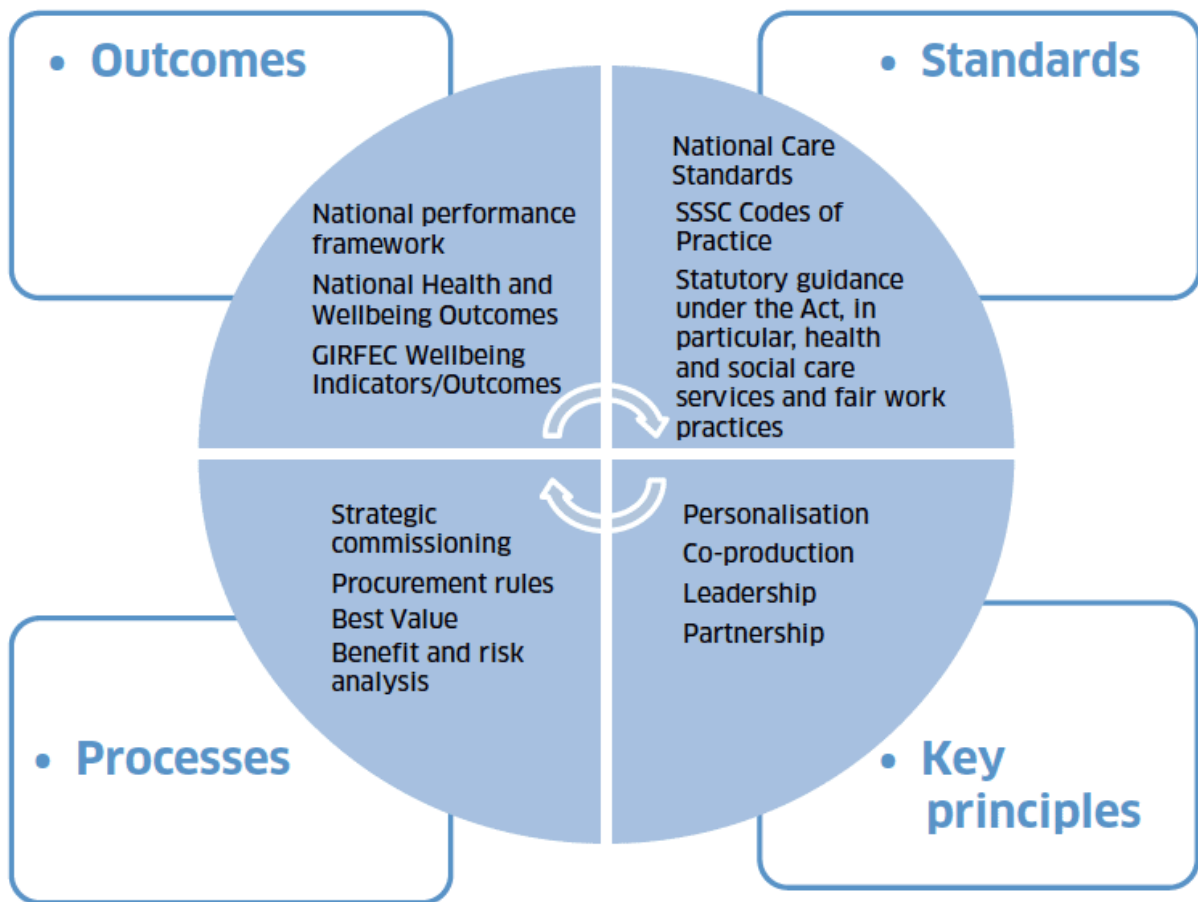 • Outcomes
National performance
framework
National Health and
Wellbeing Outcomes
GIRFEC Wellbeing
Indicators/Outcomes
• Standards
National Care
Standards
SSSC Codes of
Practice
Statutory guidance
under the Act, in
particular, health
and social care
services and fair work
practices
• Processes
Strategic
commissioning
Procurement rules
Best Value
Benefit and risk
analysis
• Key
principles
Personalisation
Co-production
Leadership
Partnership